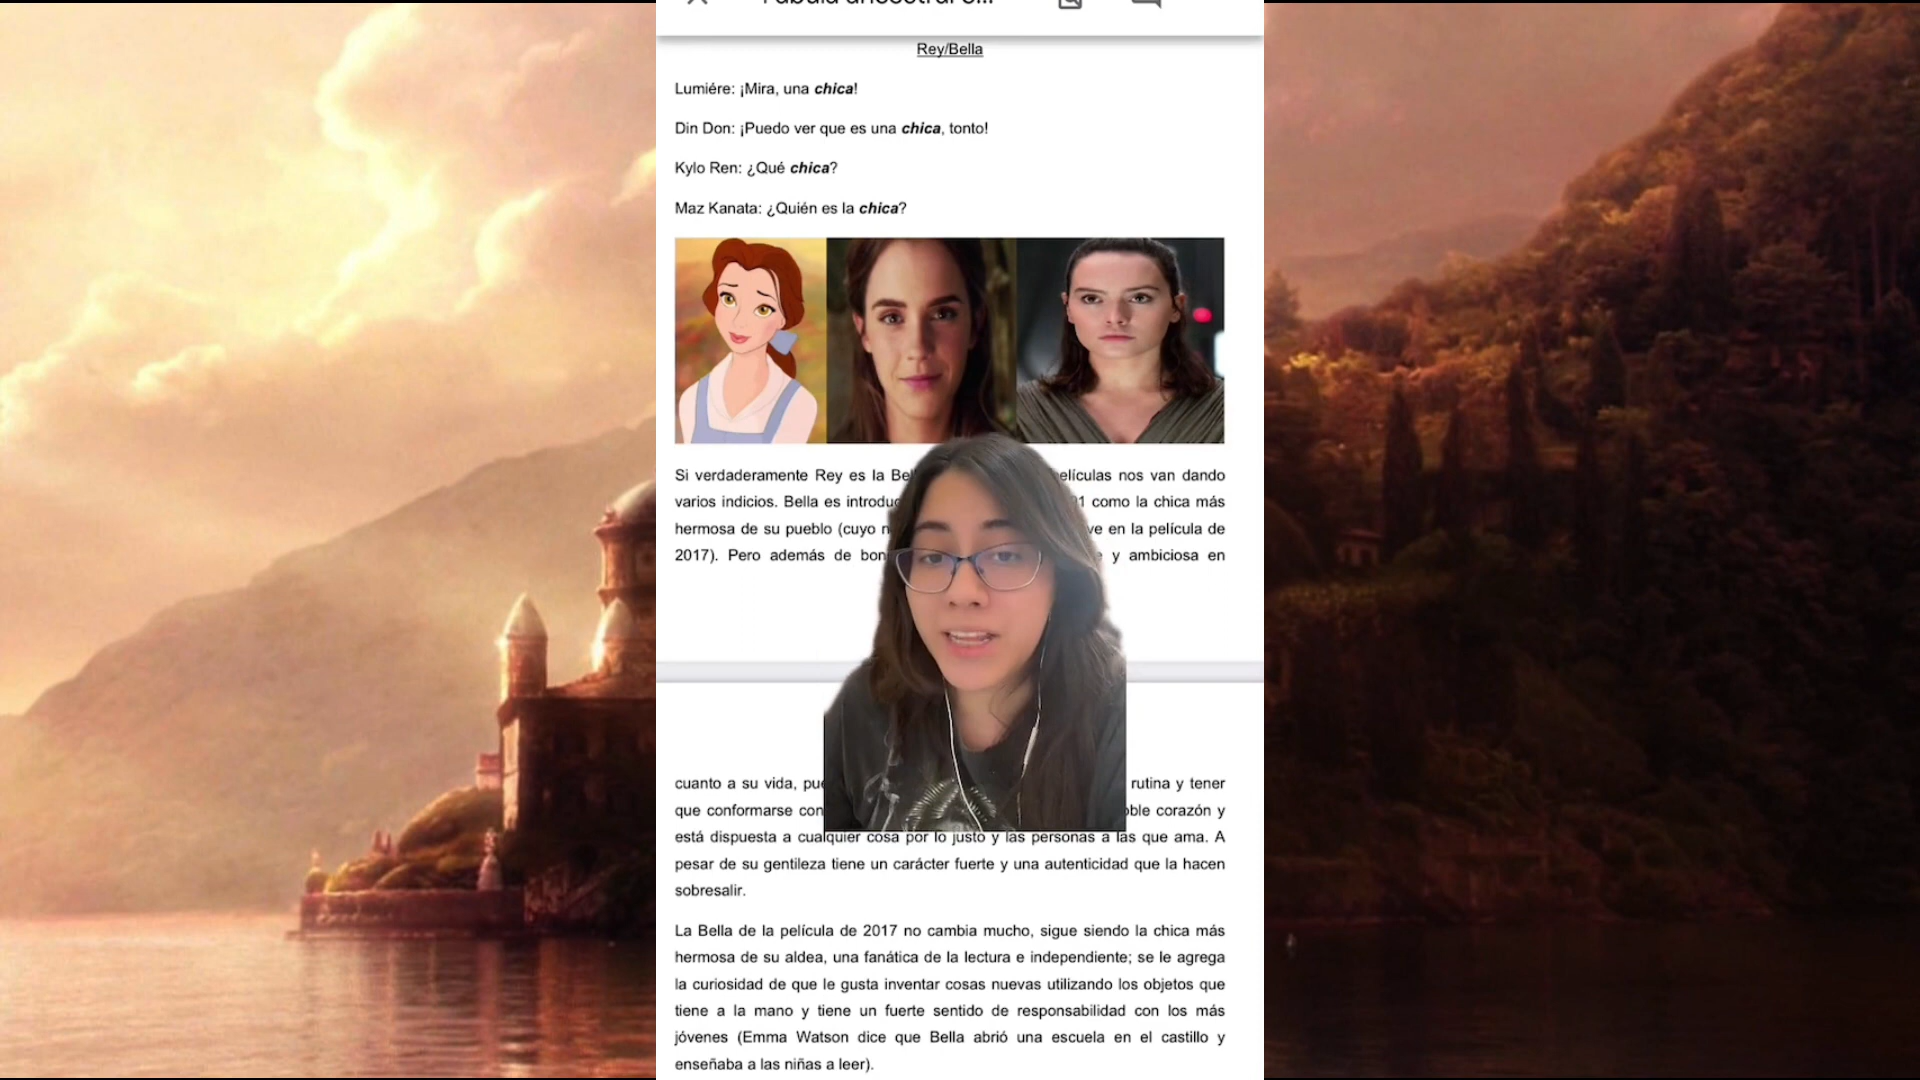 Rey/Bella
Lumiére: ¡Mira, una chica!
Din Don: ¡Puedo ver que es una chica, tonto!
Kylo Ren: ¿Qué chica?
Maz Kanata: ¿Quién es la chica?
Si verdaderamente Rey es la películas nos van dando
varios indicios. Bella es como la chica más
hermosa de su pueblo (cuyo en la película de
2017). Pero además de y ambiciosa en
cuanto a su vida, rutina y tener
que conformarse corazón y
está dispuesta a cualquier cosa por lo justo y las personas a las que ama. A
pesar de su gentileza tiene un carácter fuerte y una autenticidad que la hacen
sobresalir.
La Bella de la película de 2017 no cambia mucho, sigue siendo la chica más
hermosa de su aldea, una fanática de la lectura e independiente; se le agrega
la curiosidad de que le gusta inventar cosas nuevas utilizando los objetos que
tiene a la mano y tiene un fuerte sentido de responsabilidad con los más
jóvenes (Emma Watson dice que Bella abrió una escuela en el castillo y
enseñaba a las niñas a leer).